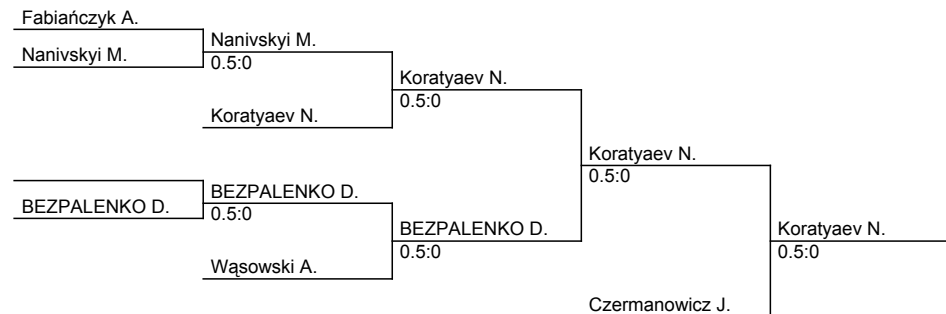 Fabiańczyk A.
Nanivskyi M.
Nanivskyi M.
0.5:0
Koratyaev N.
0.5:0
Koratyaev N.
Koratyaev N.
0.5:0
BEZPALENKO D.
BEZPALENKO D.
0.5:0
BEZPALENKO D.
0.5:0
Koratyaev N.
0.5:0
Wąsowski A.
Czermanowicz J.